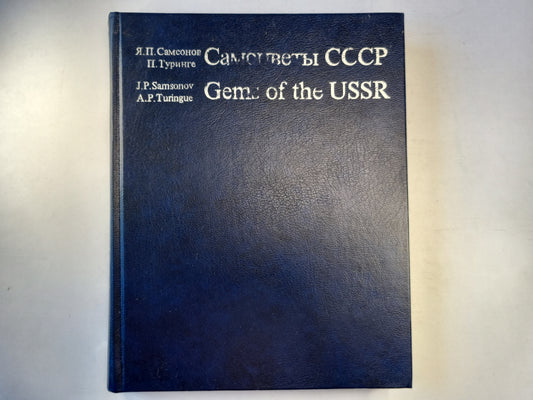 Я.П.Самсонов
П.Туринге
Самоцветы СССР
J.P.Samsonov
A.P.Turingue
Gems of the USSR